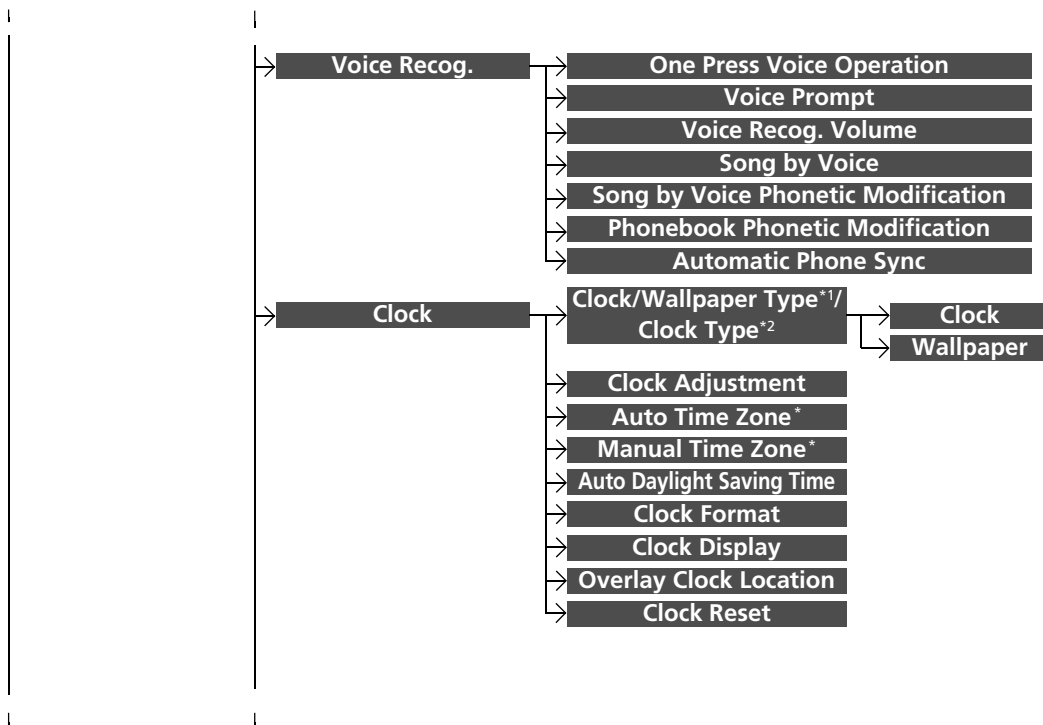 Voice Recog.
One Press Voice Operation
Voice Prompt
Voice Recog. Volume
Song by Voice
Song by Voice Phonetic Modification
Phonebook Phonetic Modification
Automatic Phone Sync
Clock
Clock/Wallpaper Type*1/
Clock Type*2
Clock
Wallpaper
Clock Adjustment
Auto Time Zone*
Manual Time Zone*
Auto Daylight Saving Time
Clock Format
Clock Display
Overlay Clock Location
Clock Reset